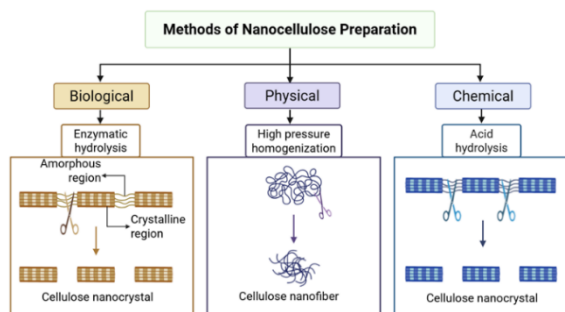 Methods of Nanocellulose Preparation
Biological
Physical
Chemical
Enzymatic
hydrolysis
High pressure
homogenization
Acid
hydrolysis
Amorphous
region
Crystalline
region
Cellulose nanocrystal
Cellulose nanofiber
Cellulose nanocrystal